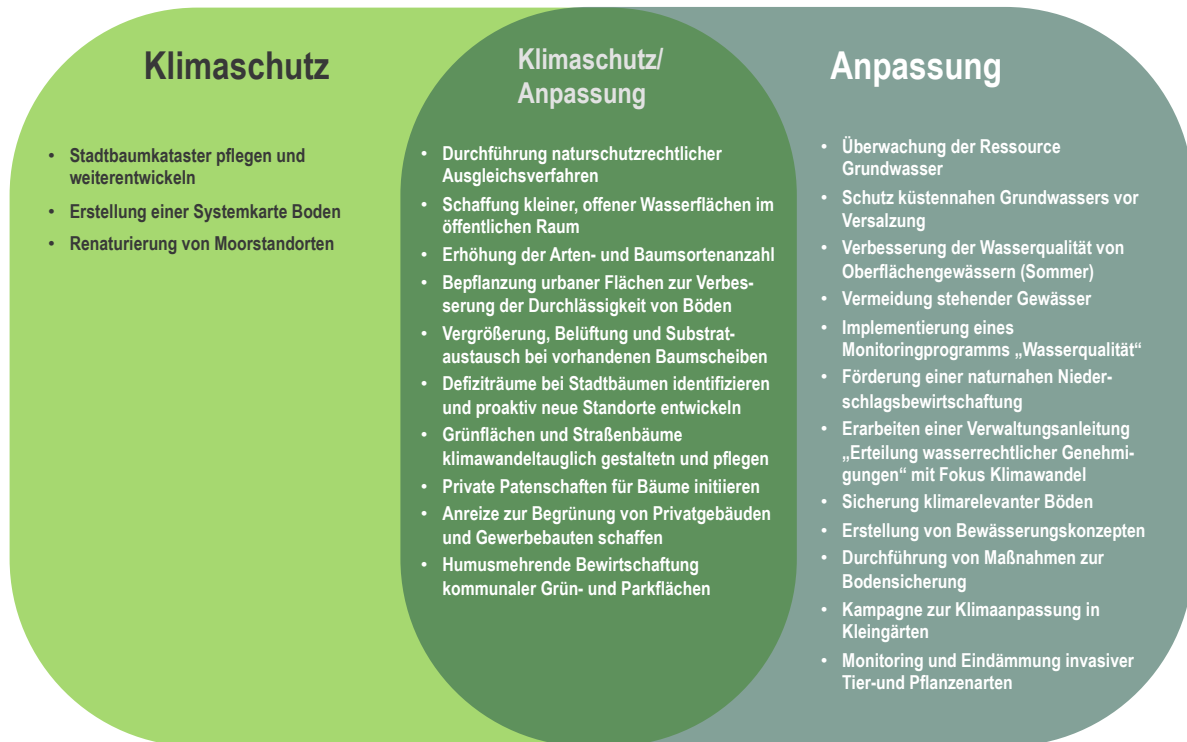 Klimaschutz
• Stadtbaumkataster pflegen und
weiterentwickeln
• Erstellung einer Systemkarte Boden
• Renaturierung von Moorstandorten
Klimaschutz/
Anpassung
• Durchführung naturschutzrechtlicher
Ausgleichsverfahren
• Schaffung kleiner, offener Wasserflächen im
öffentlichen Raum
• Erhöhung der Arten- und Baumsortenanzahl
• Bepflanzung urbaner Flächen zur Verbes-
serung der Durchlässigkeit von Böden
• Vergrößerung, Belüftung und Substrat-
austausch bei vorhandenen Baumscheiben
• Defiziträume bei Stadtbäumen identifizieren
und proaktiv neue Standorte entwickeln
• Grünflächen und Straßenbäume
klimawandeltauglich gestaltetn und pflegen
• Private Patenschaften für Bäume initiieren
• Anreize zur Begrünung von Privatgebäuden
und Gewerbebauten schaffen
• Humusmehrende Bewirtschaftung
kommunaler Grün- und Parkflächen
Anpassung
• Überwachung der Ressource
Grundwasser
• Schutz küstennahen Grundwassers vor
Versalzung
• Verbesserung der Wasserqualität von
Oberflächengewässern (Sommer)
• Vermeidung stehender Gewässer
• Implementierung eines
Monitoringprogramms „Wasserqualität“
• Förderung einer naturnahen Nieder-
schlagsbewirtschaftung
• Erarbeiten einer Verwaltungsanleitung
„Erteilung wasserrechtlicher Genehmi-
gungen“ mit Fokus Klimawandel
• Sicherung klimarelevanter Böden
• Erstellung von Bewässerungskonzepten
• Durchführung von Maßnahmen zur
Bodensicherung
• Kampagne zur Klimaanpassung in
Kleingärten
• Monitoring und Eindämmung invasiver
Tier-und Pflanzenarten